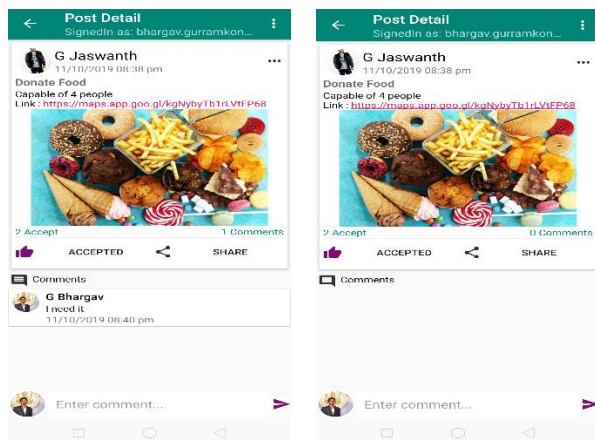 Post Detail
SignedIn as: bhargav.gurramkon...
G Jaswanth
11/10/2019 08:38 pm
Donate Food
Capable of 4 people
Link : https://maps.app.goo.gl/kgNybyTb1rLVtFP68
2 Accept 1 Comments
ACCEPTED SHARE
Comments
G Bhargav
I need it
11/10/2019 08:40 pm
Enter comment...
Post Detail
SignedIn as: bhargav.gurramkon...
G Jaswanth
11/10/2019 08:38 pm
Donate Food
Capable of 4 people
Link : https://maps.app.goo.gl/kgNybyTb1rLVtFP68
2 Accept 0 Comments
ACCEPTED SHARE
Comments
Enter comment...